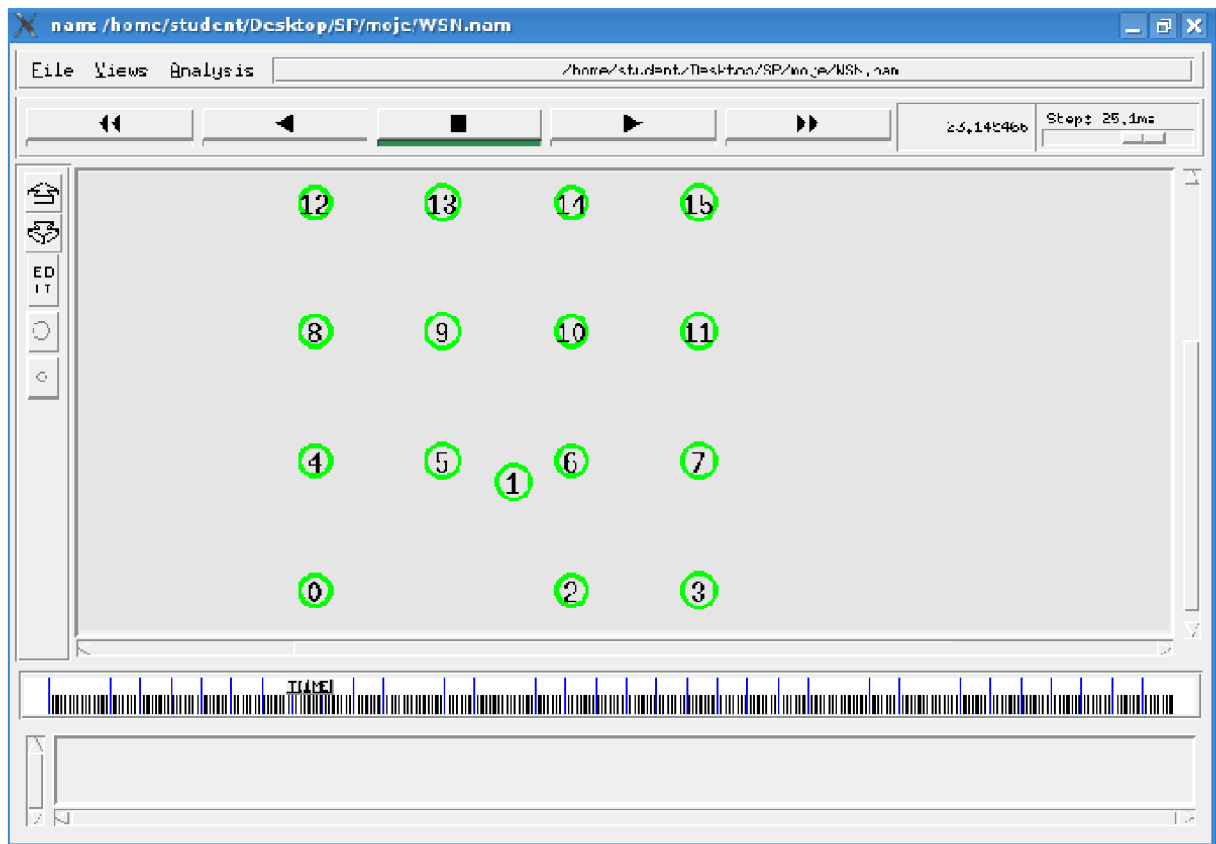 nam: /home/student/Desktop/SP/moje/WSN.nam
File Views Analysis /home/student/Desktop/SP/moje/WSN.nam
23.145466 Step: 25.1ms
ED
IT
12 13 14 15
8 9 10 11
4 5 6 7
1
0 2 3
TIME